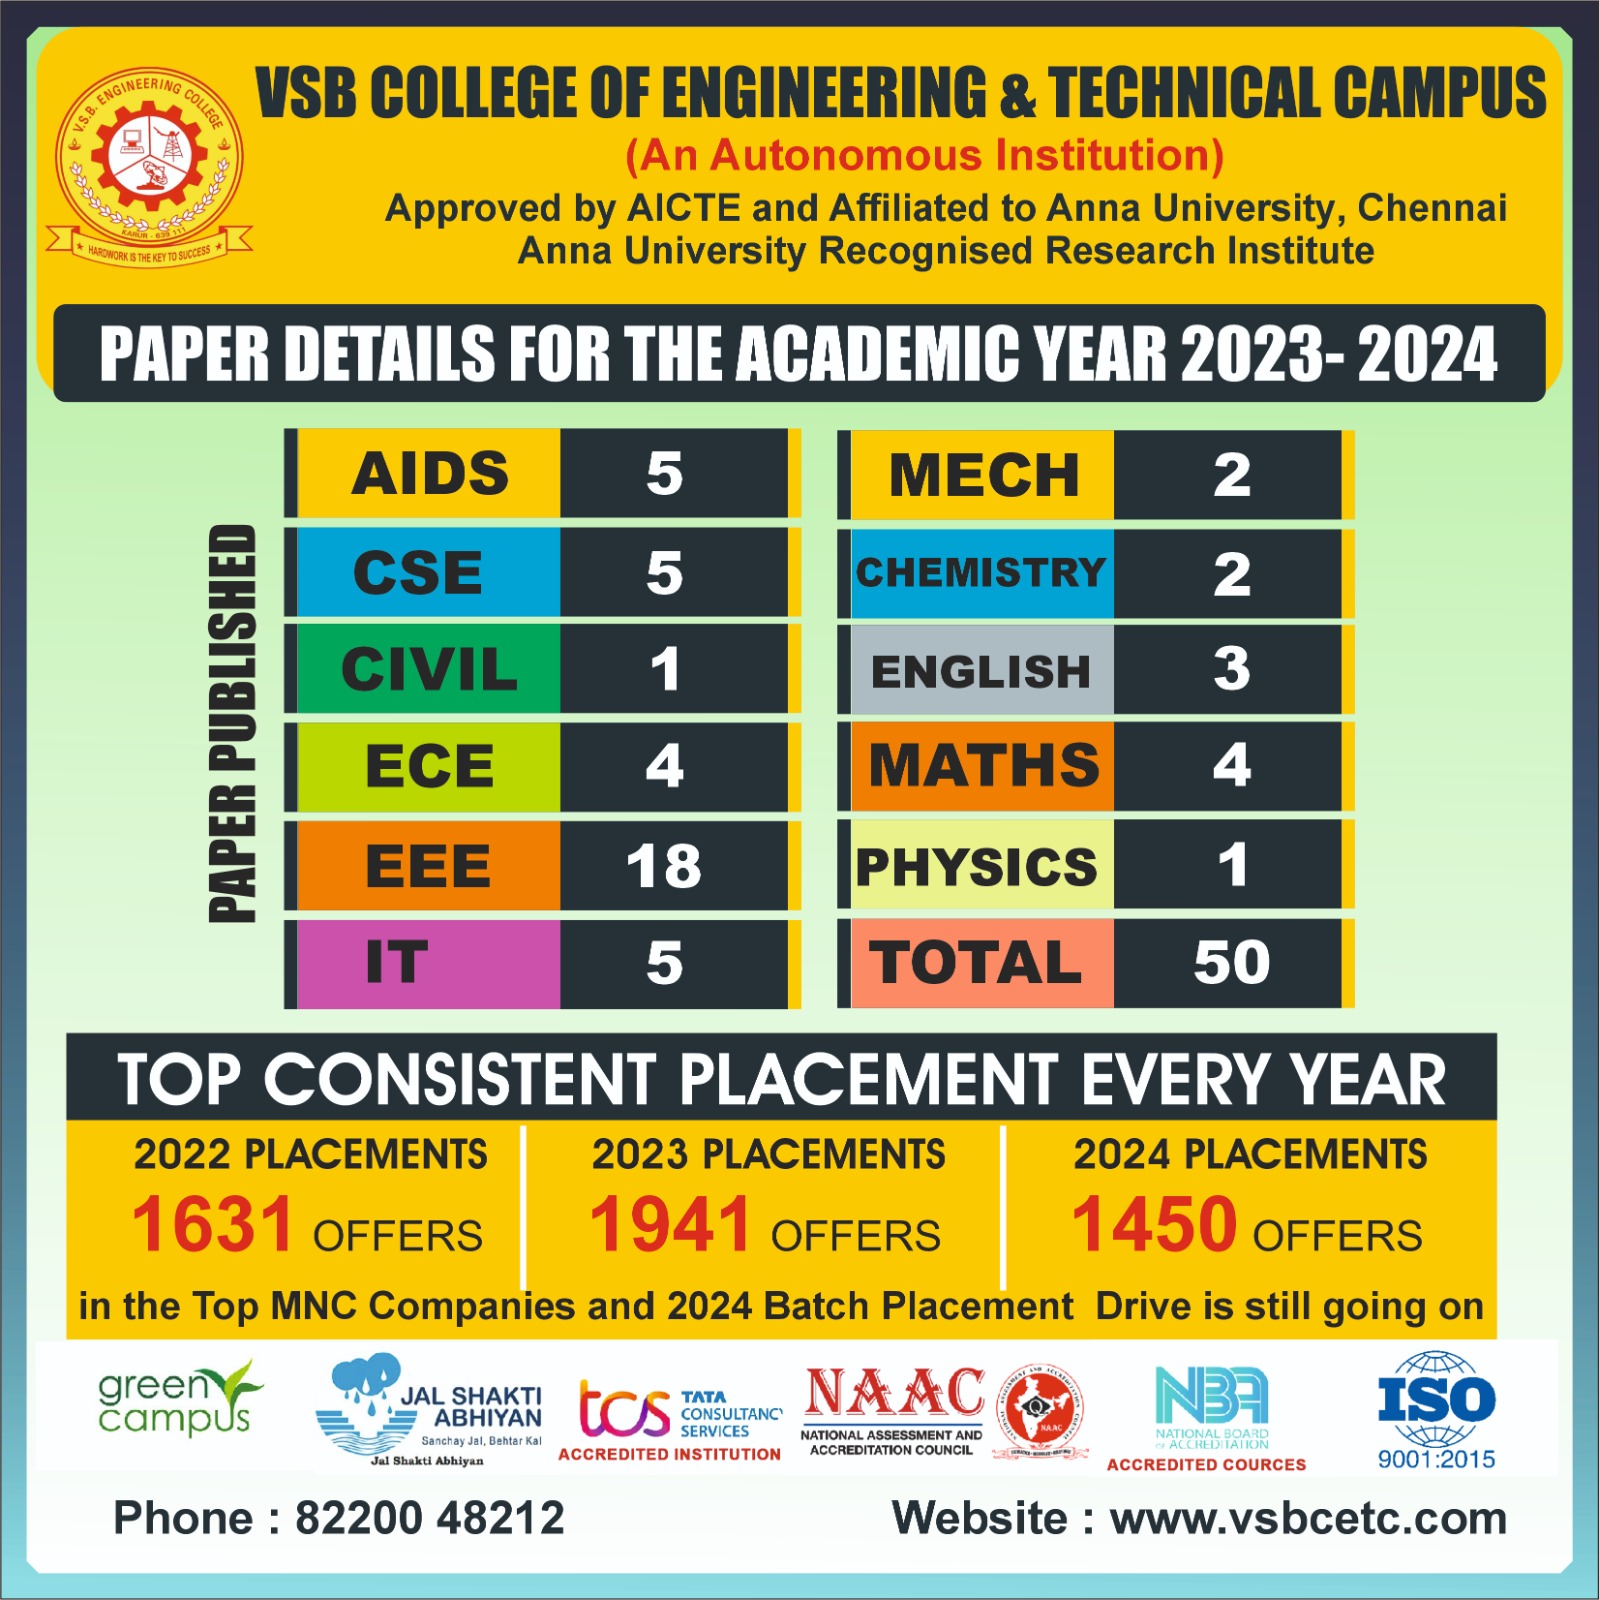 V.S.B. ENGINEERING COLLEGE
KARUR - 639 111
HARDWORK IS THE KEY TO SUCCESS
VSB COLLEGE OF ENGINEERING & TECHNICAL CAMPUS
(An Autonomous Institution)
Approved by AICTE and Affiliated to Anna University, Chennai
Anna University Recognised Research Institute
PAPER DETAILS FOR THE ACADEMIC YEAR 2023- 2024
PAPER PUBLISHED
AIDS 5
CSE 5
CIVIL 1
ECE 4
EEE 18
IT 5
MECH 2
CHEMISTRY 2
ENGLISH 3
MATHS 4
PHYSICS 1
TOTAL 50
TOP CONSISTENT PLACEMENT EVERY YEAR
2022 PLACEMENTS
1631 OFFERS
2023 PLACEMENTS
1941 OFFERS
2024 PLACEMENTS
1450 OFFERS
in the Top MNC Companies and 2024 Batch Placement Drive is still going on
green
campus
JAL SHAKTI
ABHIYAN
Sanchay Jal, Behtar Kal
Jal Shakti Abhiyan
tcs
TATA
CONSULTANCY
SERVICES
ACCREDITED INSTITUTION
NAAC
NATIONAL ASSESSMENT AND
ACCREDITATION COUNCIL
NAAC
NBA
NATIONAL BOARD
OF ACCREDITATION
ACCREDITED COURCES
ISO
9001:2015
Phone : 82200 48212
Website : www.vsbcetc.com